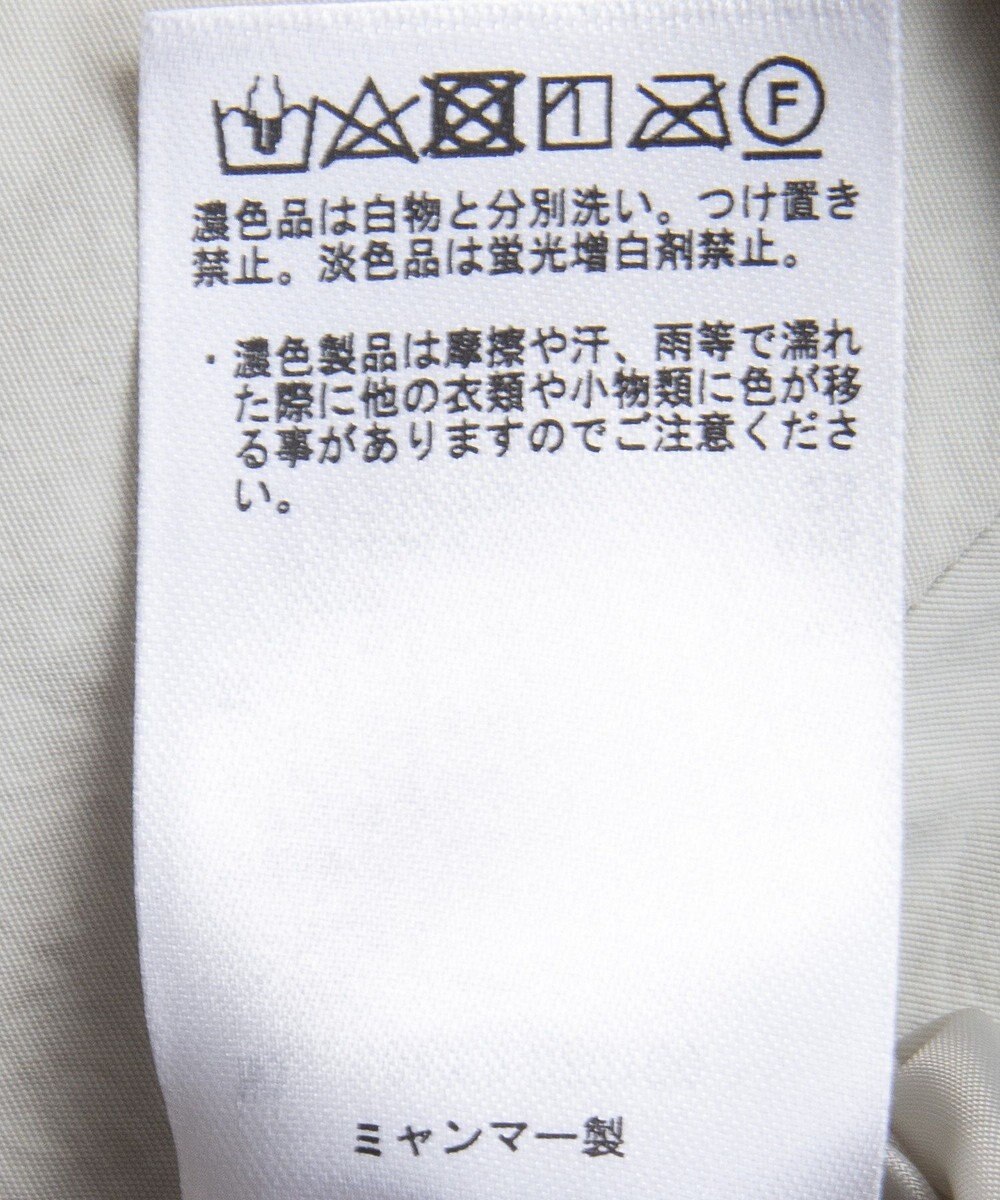 F
濃色品は白物と分別洗い。つけ置き
禁止。淡色品は蛍光増白剤禁止。
・濃色製品は摩擦や汗、雨等で濡れ
た際に他の衣類や小物類に色が移
る事がありますのでご注意くださ
い。
ミャンマー製